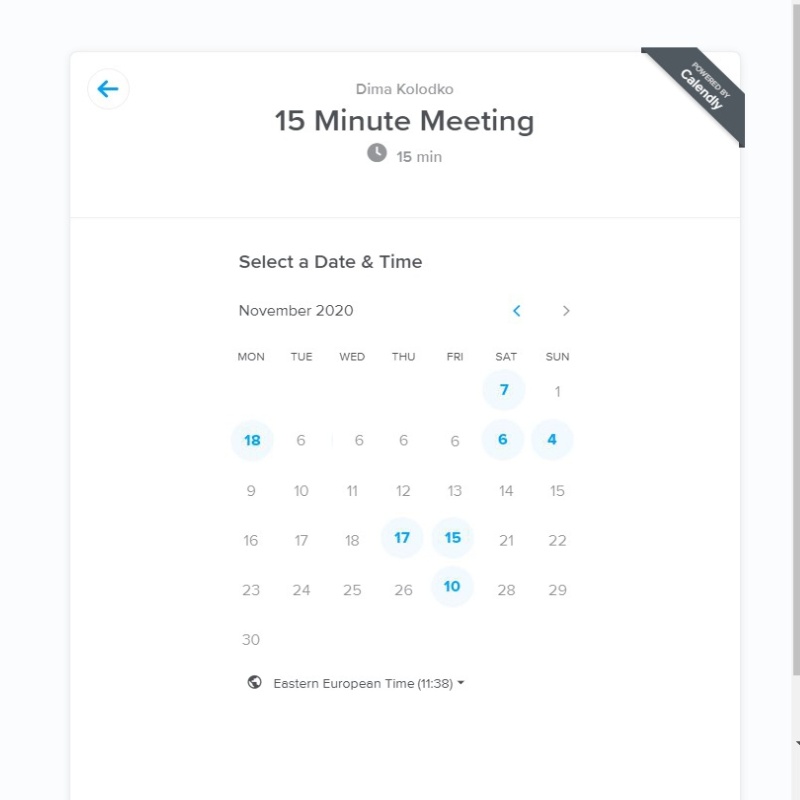 Dima Kolodko
15 Minute Meeting
15 min
POWERED BY
Calendly
Select a Date & Time
November 2020
MON TUE WED THU FRI SAT SUN
7 1
18 6 6 6 6 6 4
9 10 11 12 13 14 15
16 17 18 17 15 21 22
23 24 25 26 10 28 29
30
Eastern European Time (11:38)